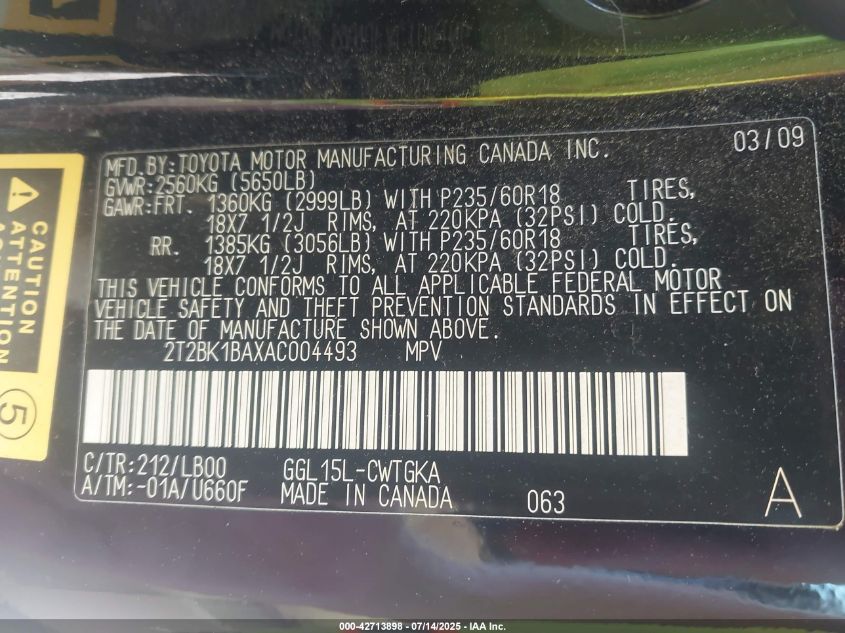 MFD.BY:TOYOTA MOTOR MANUFACTURING CANADA INC. 03/09
GVWR:2560KG (5650LB)
GAWR:FRT. 1360KG (2999LB) WITH P235/60R18 TIRES,
18X7 1/2J RIMS, AT 220KPA (32PSI) COLD.
RR. 1385KG (3056LB) WITH P235/60R18 TIRES,
18X7 1/2J RIMS, AT 220KPA (32PSI) COLD.
THIS VEHICLE CONFORMS TO ALL APPLICABLE FEDERAL MOTOR
VEHICLE SAFETY AND THEFT PREVENTION STANDARDS IN EFFECT ON
THE DATE OF MANUFACTURE SHOWN ABOVE.
2T2BK1BAXAC004493 MPV
C/TR:212/LB00 GGL15L-CWTGKA
A/TM:-01A/U660F MADE IN CANADA 063 A
CAUTION
ATTENTION
5
000-42713898 - 07/14/2025 - IAA Inc.